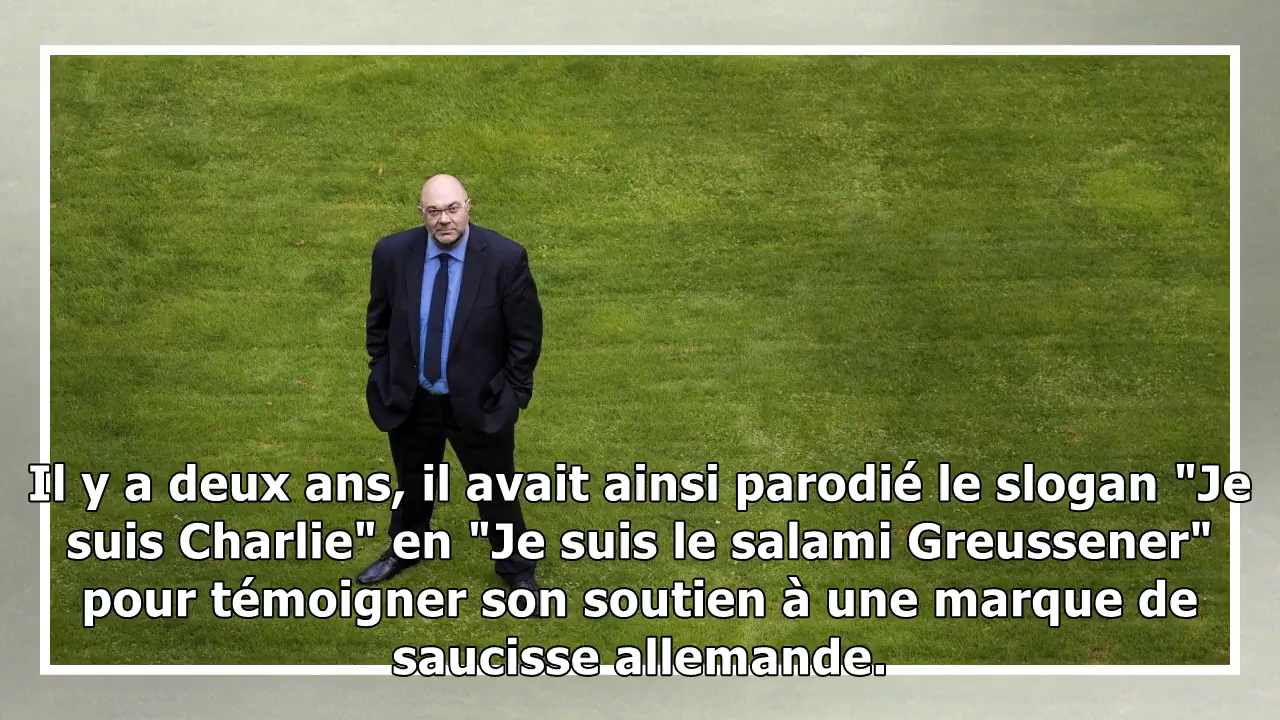 Il y a deux ans, il avait ainsi parodié le slogan "Je
suis Charlie" en "Je suis le salami Greussener"
pour témoigner son soutien à une marque de
saucisse allemande.